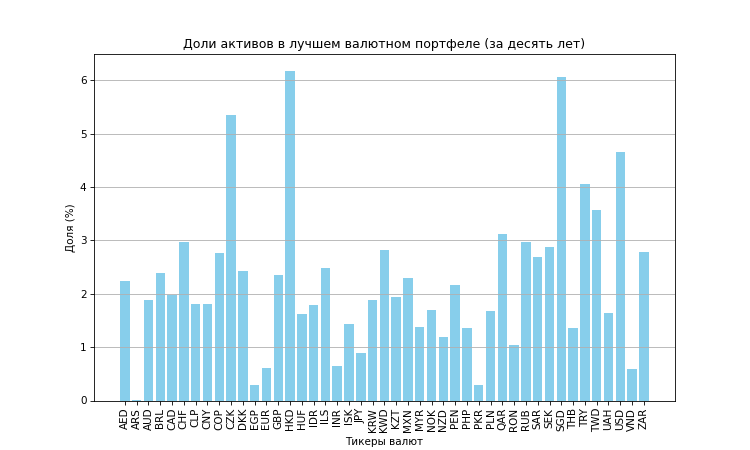 Доли активов в лучшем валютном портфеле (за десять лет)
Доля (%)
6
5
4
3
2
1
0
AED ARS AUD BRL CAD CHF CLP CNY COP CZK DKK EGP EUR GBP HKD HUF IDR ILS INR ISK JPY KRW KWD KZT MXN MYR NOK NZD PEN PHP PKR PLN QAR RON RUB SAR SEK SGD THB TRY TWD UAH USD VND ZAR
Тикеры валют